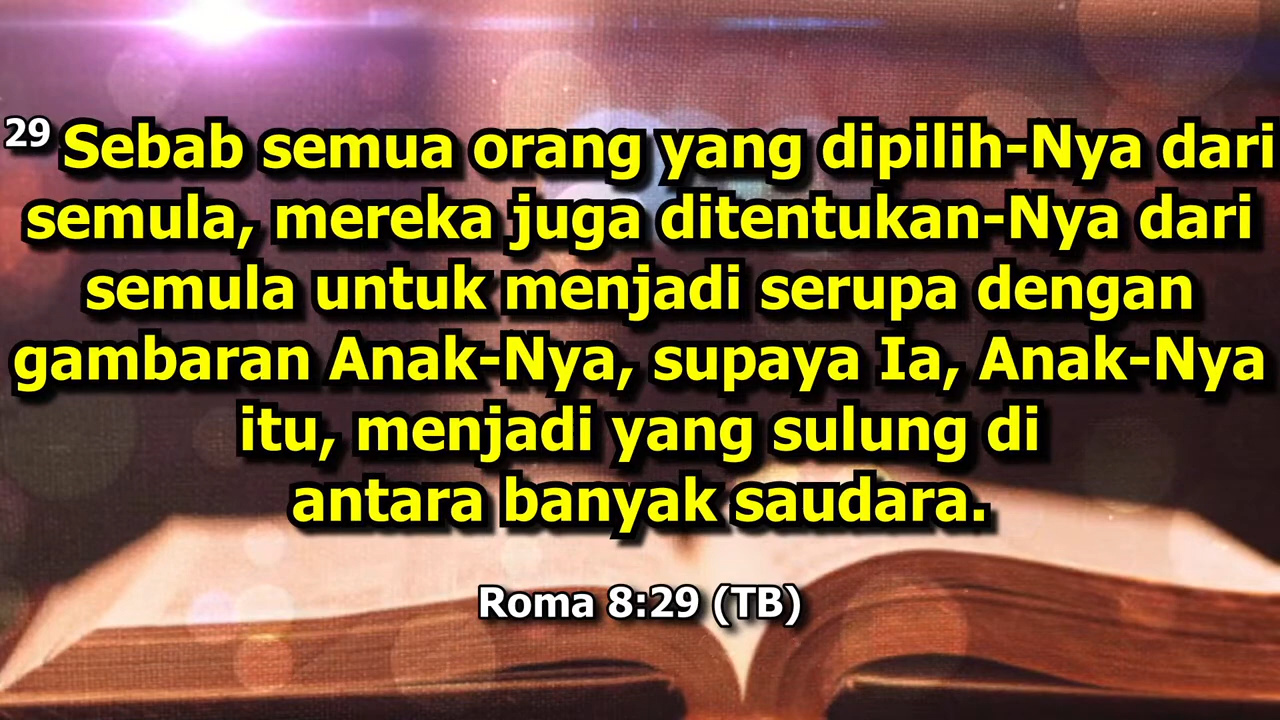 29 Sebab semua orang yang dipilih-Nya dari
semula, mereka juga ditentukan-Nya dari
semula untuk menjadi serupa dengan
gambaran Anak-Nya, supaya Ia, Anak-Nya
itu, menjadi yang sulung di
antara banyak saudara.
Roma 8:29 (TB)